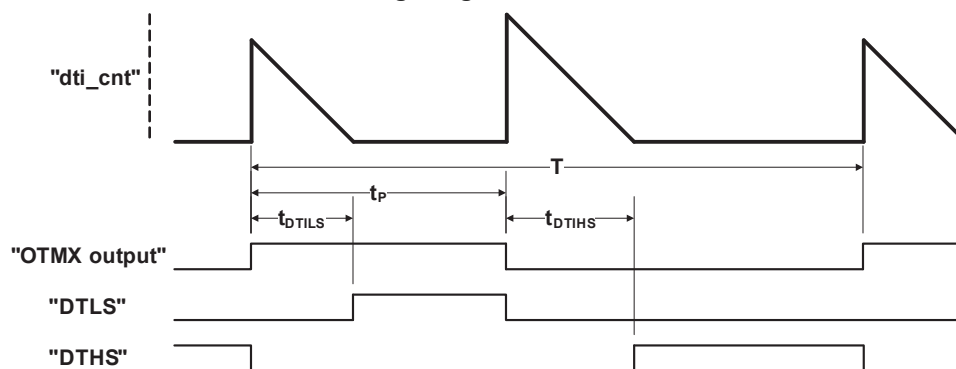 "dti_cnt"
T
tP
tDTILS
tDTIHS
"OTMX output"
"DTLS"
"DTHS"